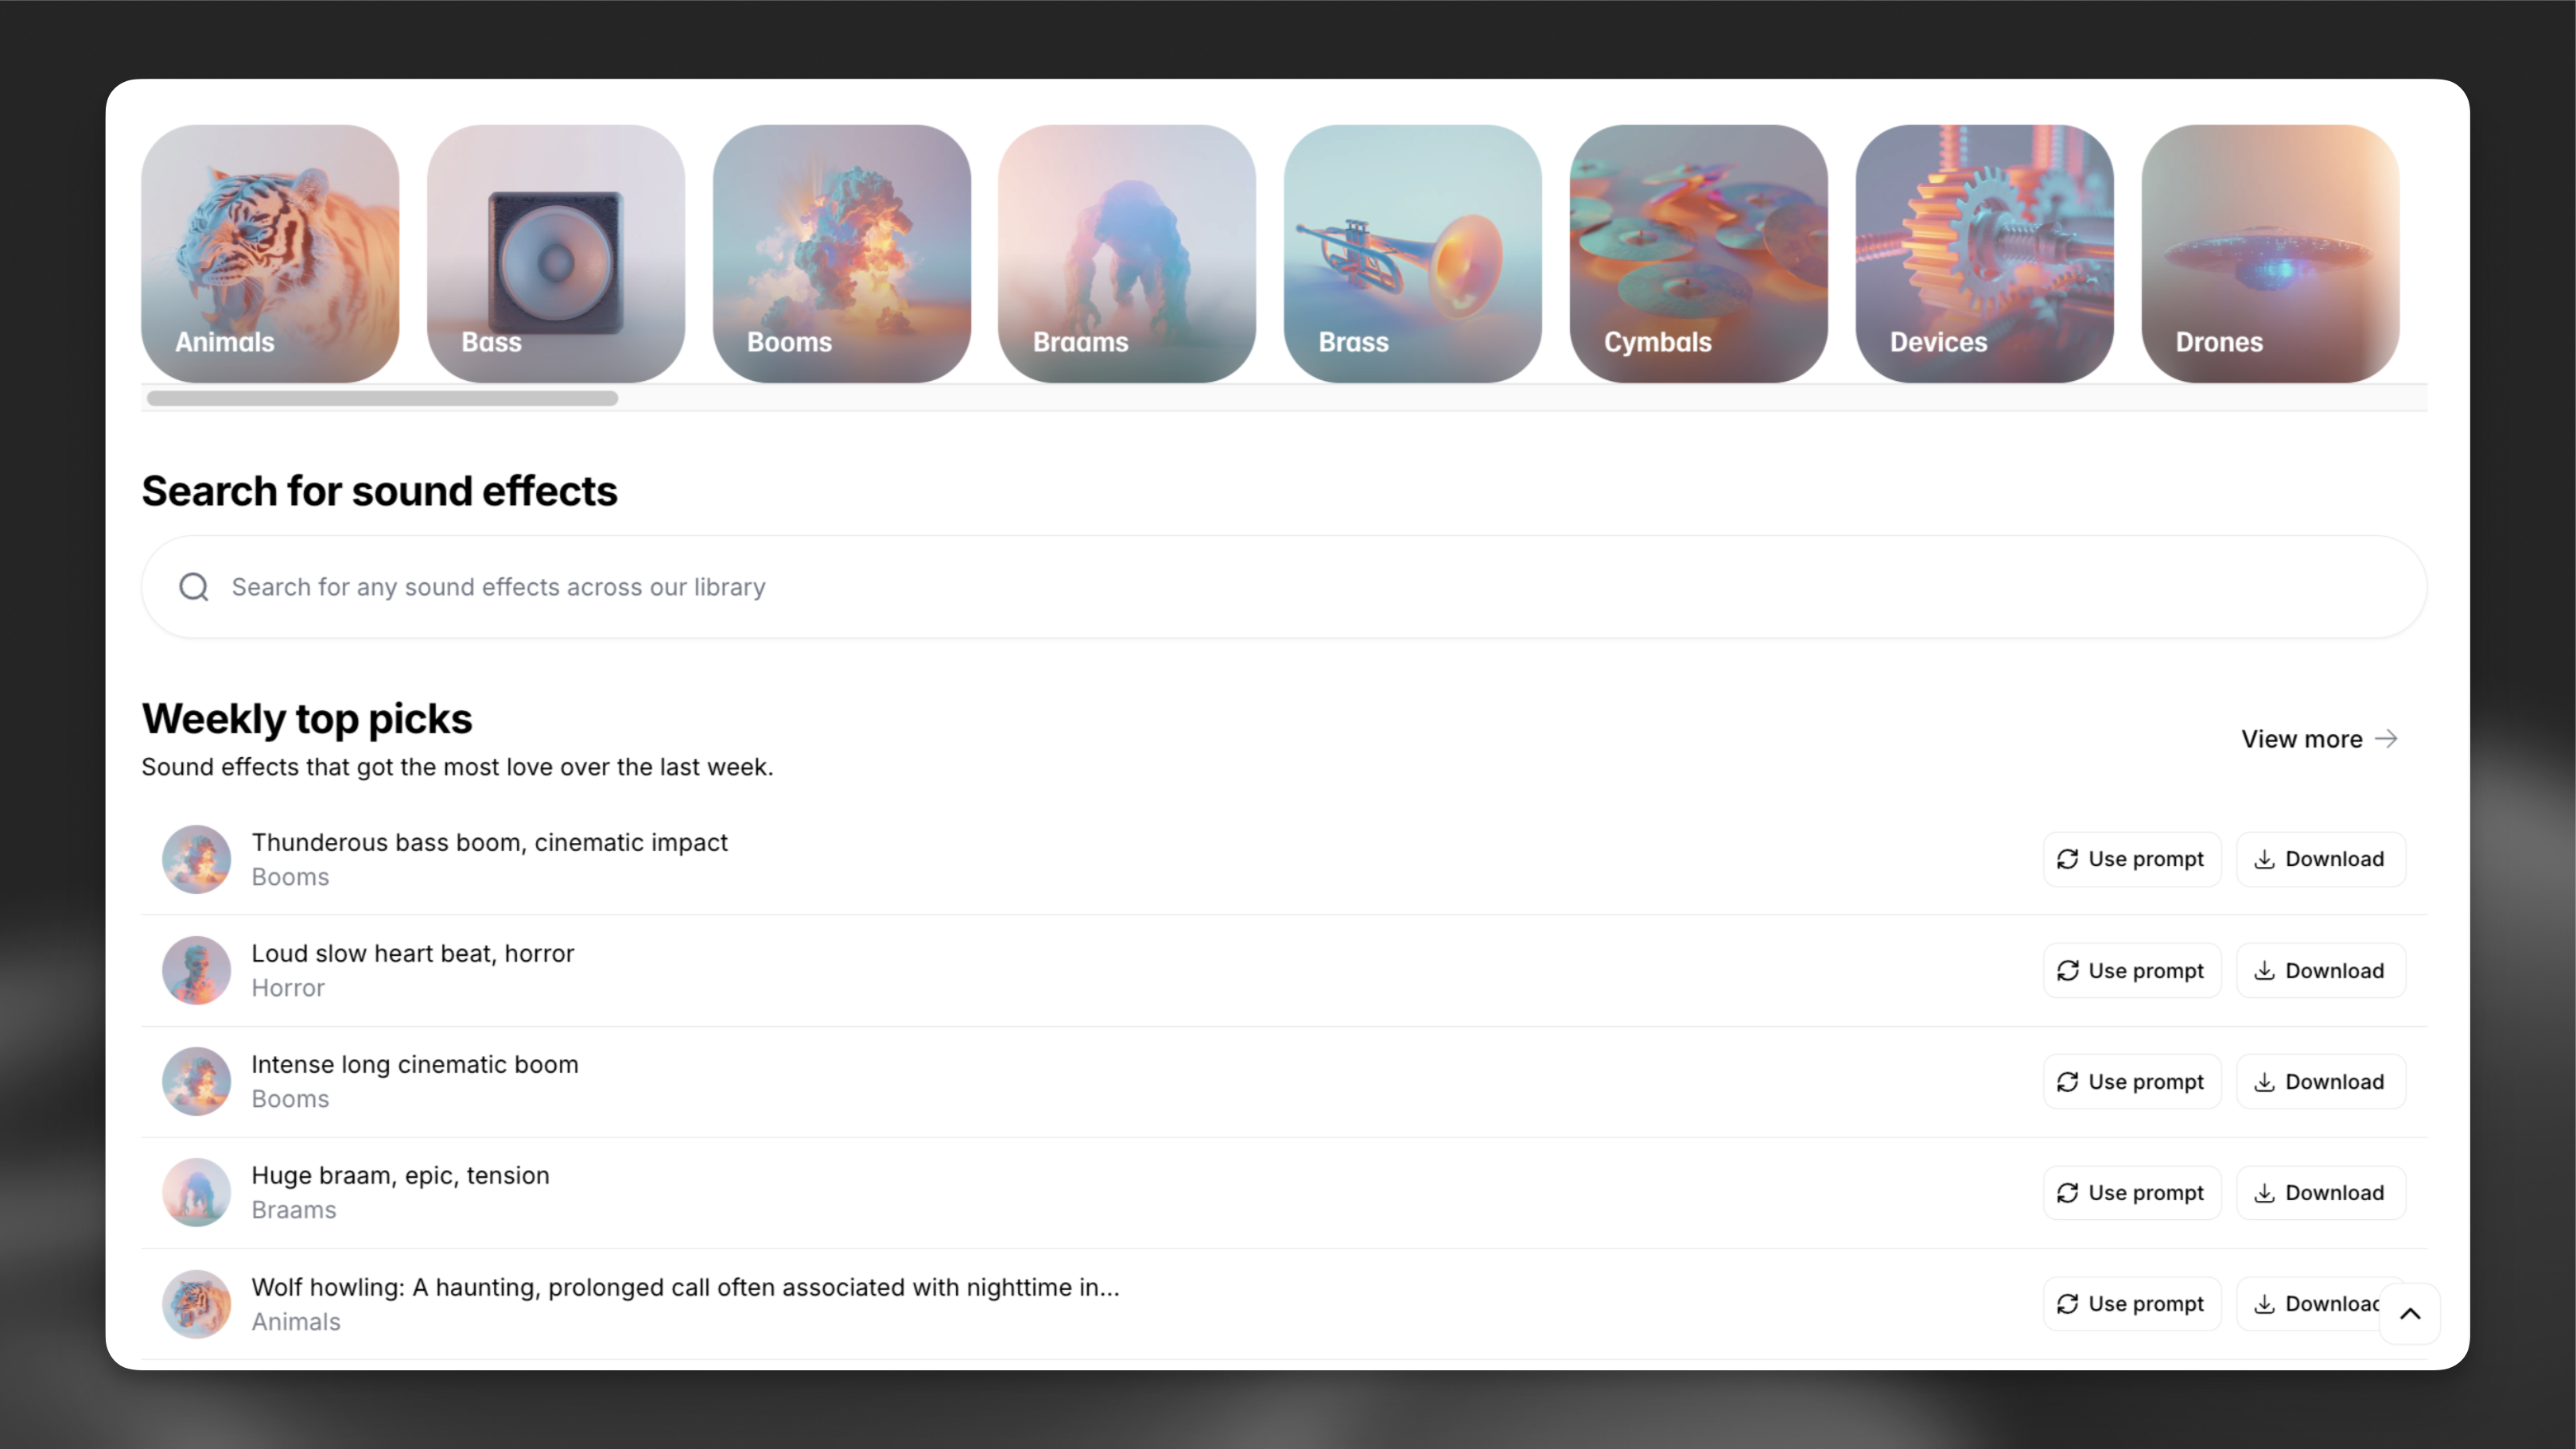 Animals
Bass
Booms
Braams
Brass
Cymbals
Devices
Drones
Search for sound effects
Search for any sound effects across our library
Weekly top picks
View more
Sound effects that got the most love over the last week.
Thunderous bass boom, cinematic impact
Booms
Use prompt
Download
Loud slow heart beat, horror
Horror
Use prompt
Download
Intense long cinematic boom
Booms
Use prompt
Download
Huge braam, epic, tension
Braams
Use prompt
Download
Wolf howling: A haunting, prolonged call often associated with nighttime in...
Animals
Use prompt
Download